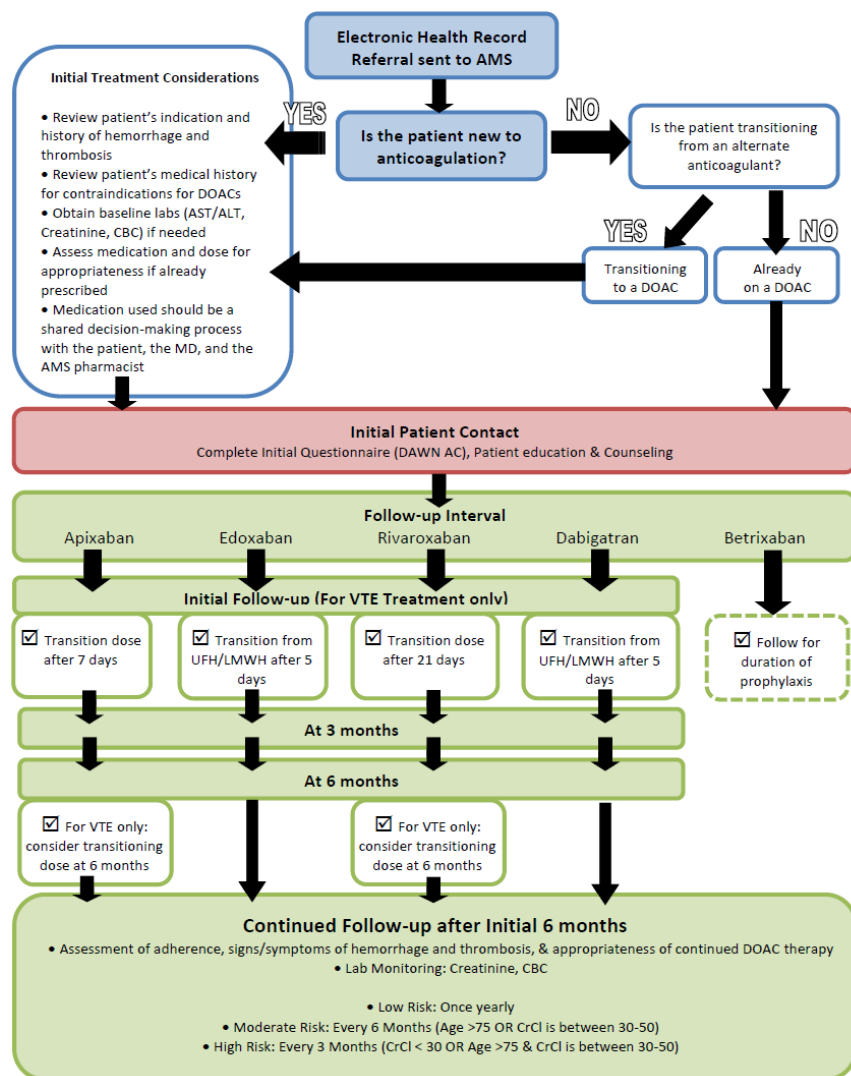 Electronic Health Record
Referral sent to AMS
Initial Treatment Considerations
• Review patient's indication and
history of hemorrhage and
thrombosis
• Review patient's medical history
for contraindications for DOACs
• Obtain baseline labs (AST/ALT,
Creatinine, CBC) if needed
• Assess medication and dose for
appropriateness if already
prescribed
• Medication used should be a
shared decision-making process
with the patient, the MD, and the
AMS pharmacist
YES
Is the patient new to
anticoagulation?
NO
Is the patient transitioning
from an alternate
anticoagulant?
YES
NO
Transitioning
to a DOAC
Already
on a DOAC
Initial Patient Contact
Complete Initial Questionnaire (DAWN AC), Patient education & Counseling
Follow-up Interval
Apixaban Edoxaban Rivaroxaban Dabigatran Betrixaban
Initial Follow-up (For VTE Treatment only)
☑ Transition dose
after 7 days
☑ Transition from
UFH/LMWH after 5
days
☑ Transition dose
after 21 days
☑ Transition from
UFH/LMWH after 5
days
☑ Follow for
duration of
prophylaxis
At 3 months
At 6 months
☑ For VTE only:
consider transitioning
dose at 6 months
☑ For VTE only:
consider transitioning
dose at 6 months
Continued Follow-up after Initial 6 months
• Assessment of adherence, signs/symptoms of hemorrhage and thrombosis, & appropriateness of continued DOAC therapy
• Lab Monitoring: Creatinine, CBC
• Low Risk: Once yearly
• Moderate Risk: Every 6 Months (Age >75 OR CrCl is between 30-50)
• High Risk: Every 3 Months (CrCl < 30 OR Age >75 & CrCl is between 30-50)